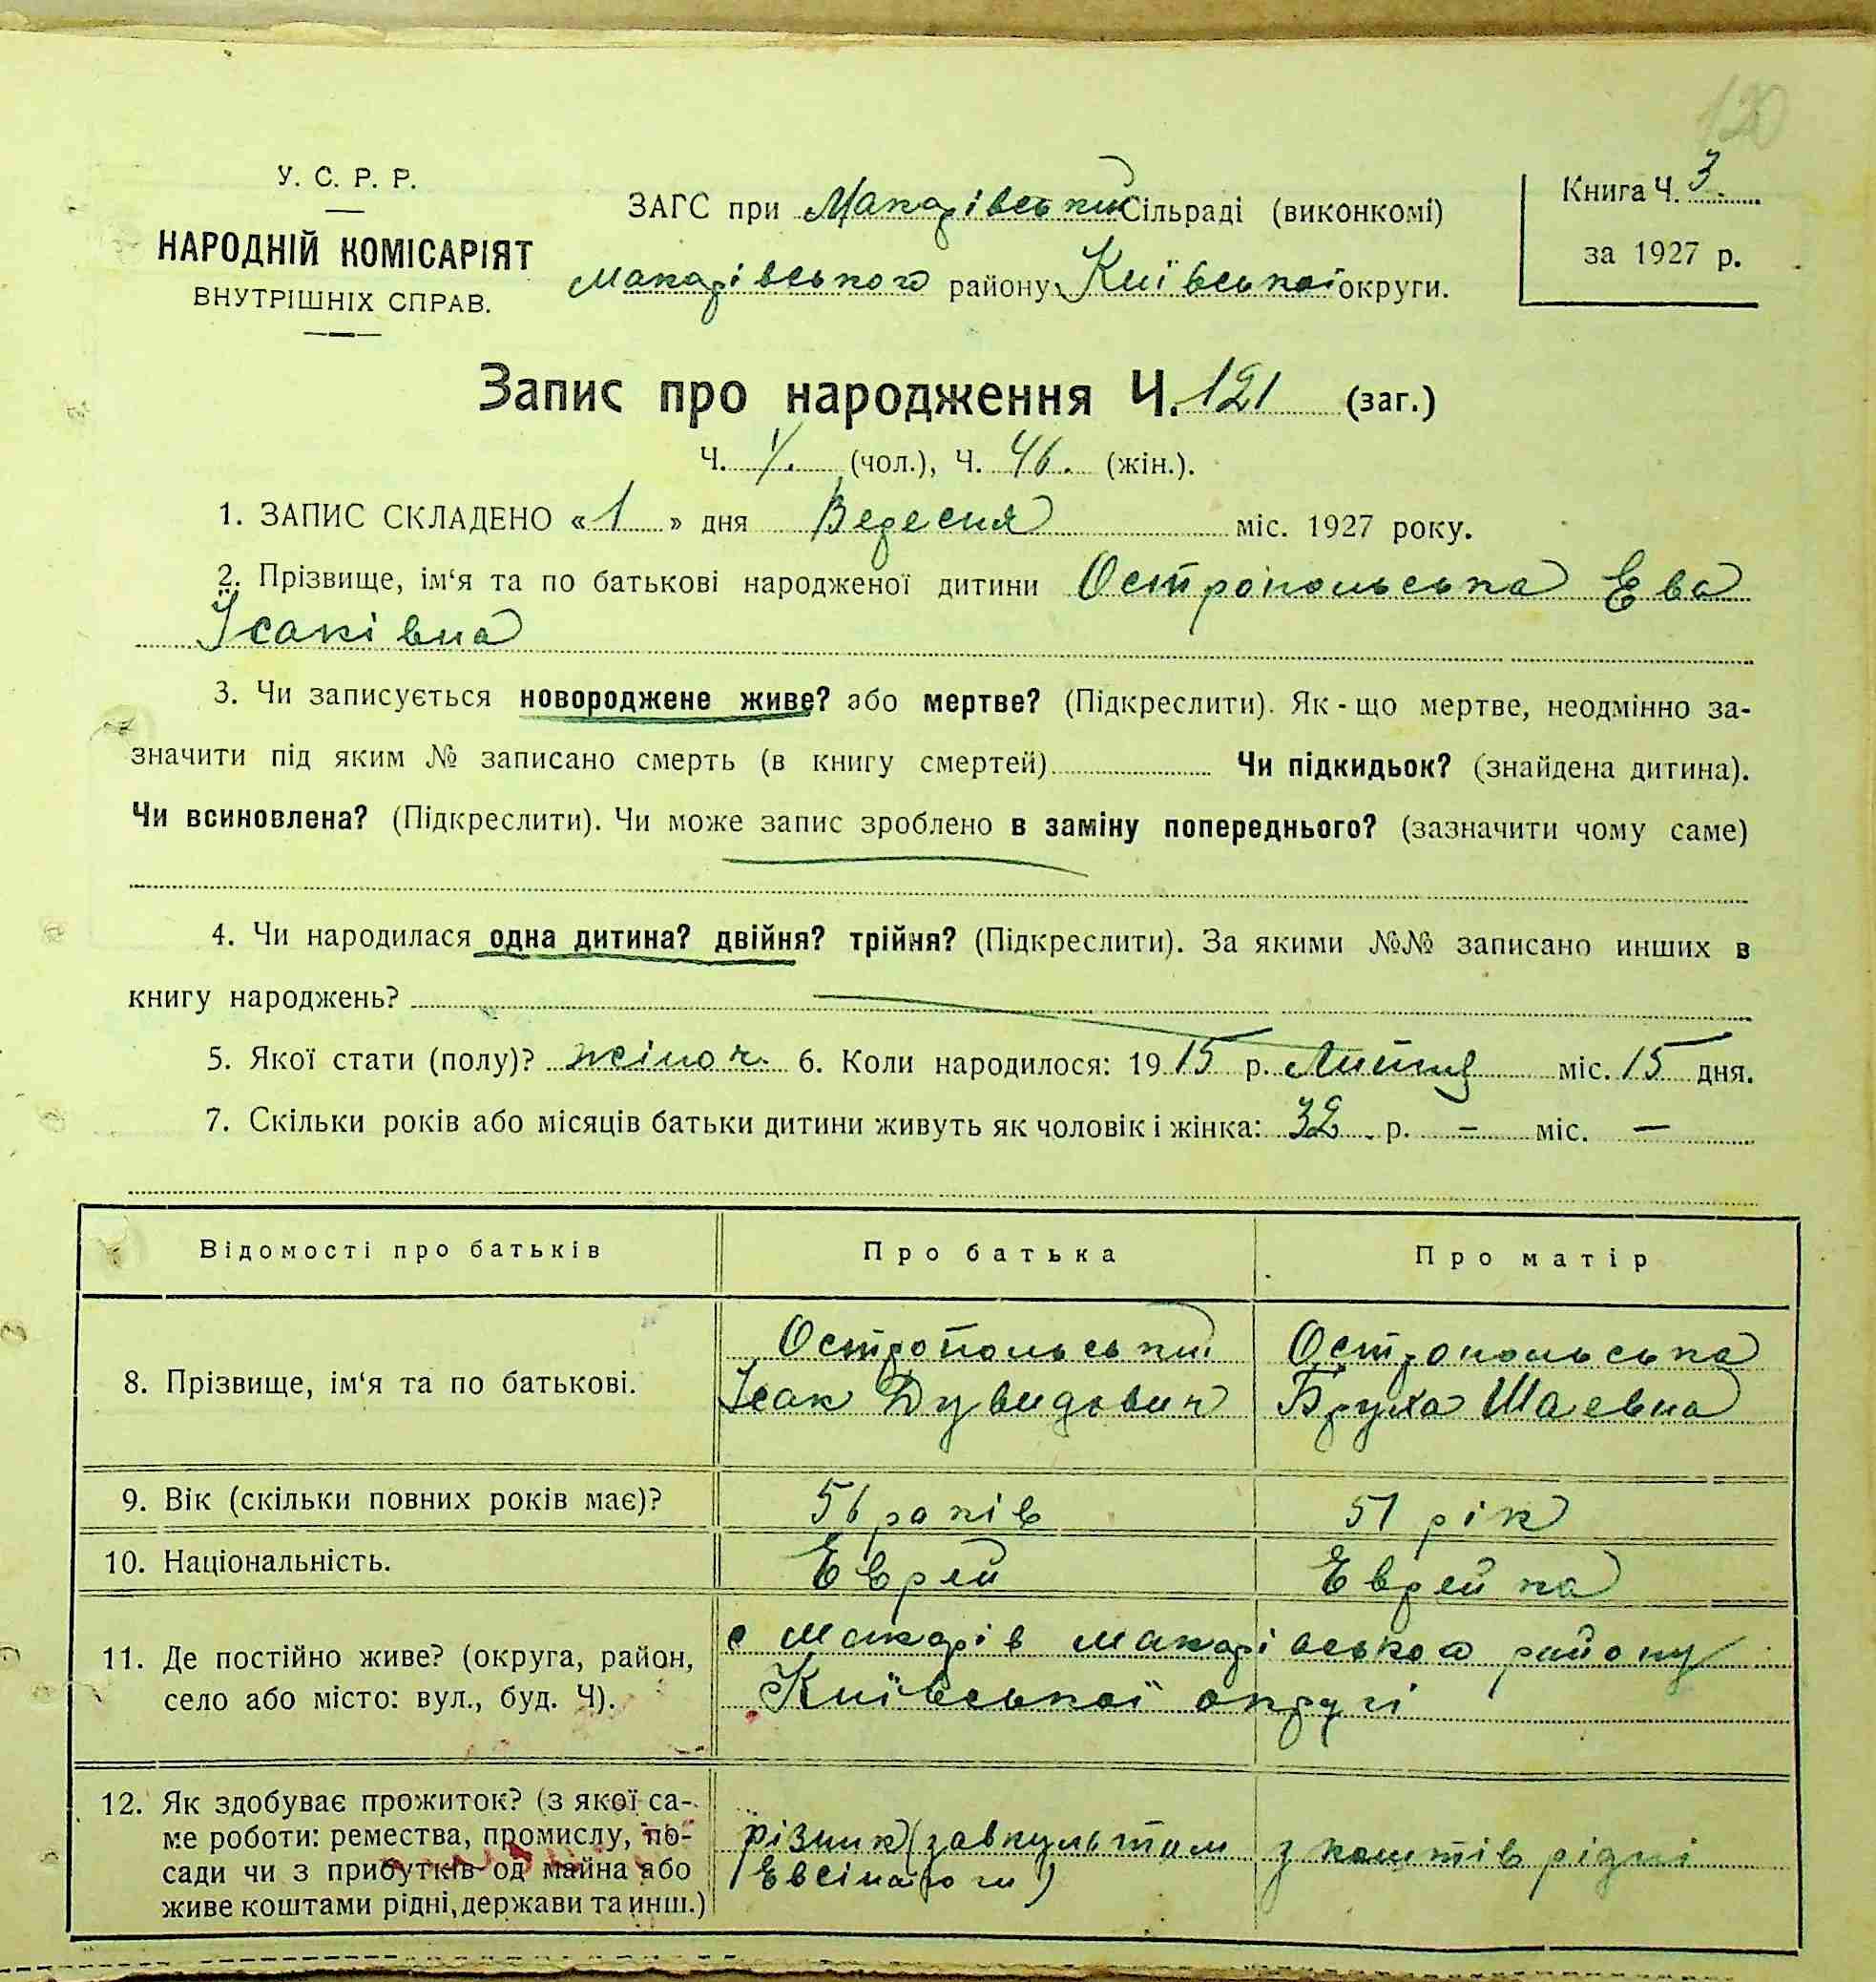 120
У. С. Р. Р.
НАРОДНІЙ КОМІСАРІЯТ
ВНУТРІШНІХ СПРАВ.
ЗАГС при Макарівській Сільраді (виконкомі)
Макарівського району, Київської округи.
Книга Ч. 3.
за 1927 р.
Запис про народження Ч. 121 (заг.)
Ч. (чол.), Ч. 46. (жін.).
1. ЗАПИС СКЛАДЕНО «1» дня Вересня міс. 1927 року.
2. Прізвище, ім‘я та по батькові народженої дитини Остропольська Ева
Ісаківна
3. Чи записується новороджене живе? або мертве? (Підкреслити). Як-що мертве, неодмінно за-
значити під яким № записано смерть (в книгу смертей) Чи підкидьок? (знайдена дитина).
Чи всиновлена? (Підкреслити). Чи може запис зроблено в заміну попереднього? (зазначити чому саме)
4. Чи народилася одна дитина? двійня? трійня? (Підкреслити). За якими №№ записано инших в
книгу народжень?
5. Якої стати (полу)? жіноч. 6. Коли народилося: 1915 р. Липня міс. 15 дня.
7. Скільки років або місяців батьки дитини живуть як чоловік і жінка: 32 р. – міс. —
Відомості про батьків Про батька Про матір
8. Прізвище, ім‘я та по батькові.
Остропольський
Ісак Дувидович
Остропольська
Бруха Шаевна
9. Вік (скільки повних років має)? 56 років 51 рік
10. Національність. Еврей Еврейка
11. Де постійно живе? (округа, район,
село або місто: вул., буд. Ч).
с Макарів Макарівського району
Київської округи
12. Як здобуває прожиток? (з якої са-
ме роботи: ремества, промислу, по-
сади чи з прибутків од майна або
живе коштами рідні, держави та инш.)
різник (завкультом
Евсінагоги)
з коштів рідні